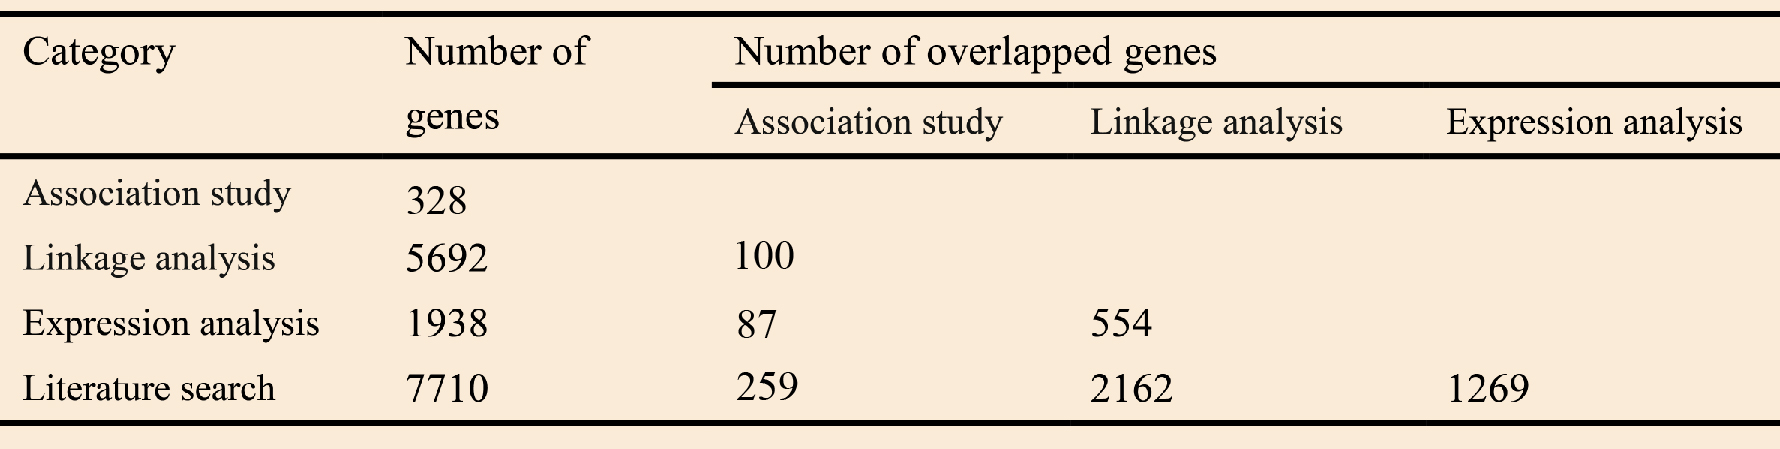 Category Number of genes Number of overlapped genes
Association study Linkage analysis Expression analysis
Association study 328
Linkage analysis 5692 100
Expression analysis 1938 87 554
Literature search 7710 259 2162 1269